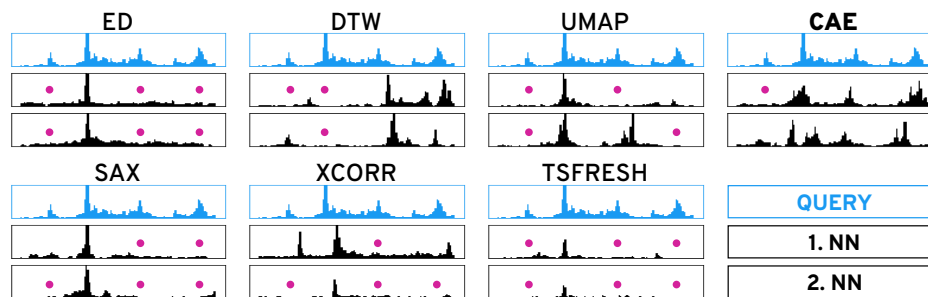 ED DTW UMAP CAE
SAX XCORR TSFRESH
QUERY
1. NN
2. NN